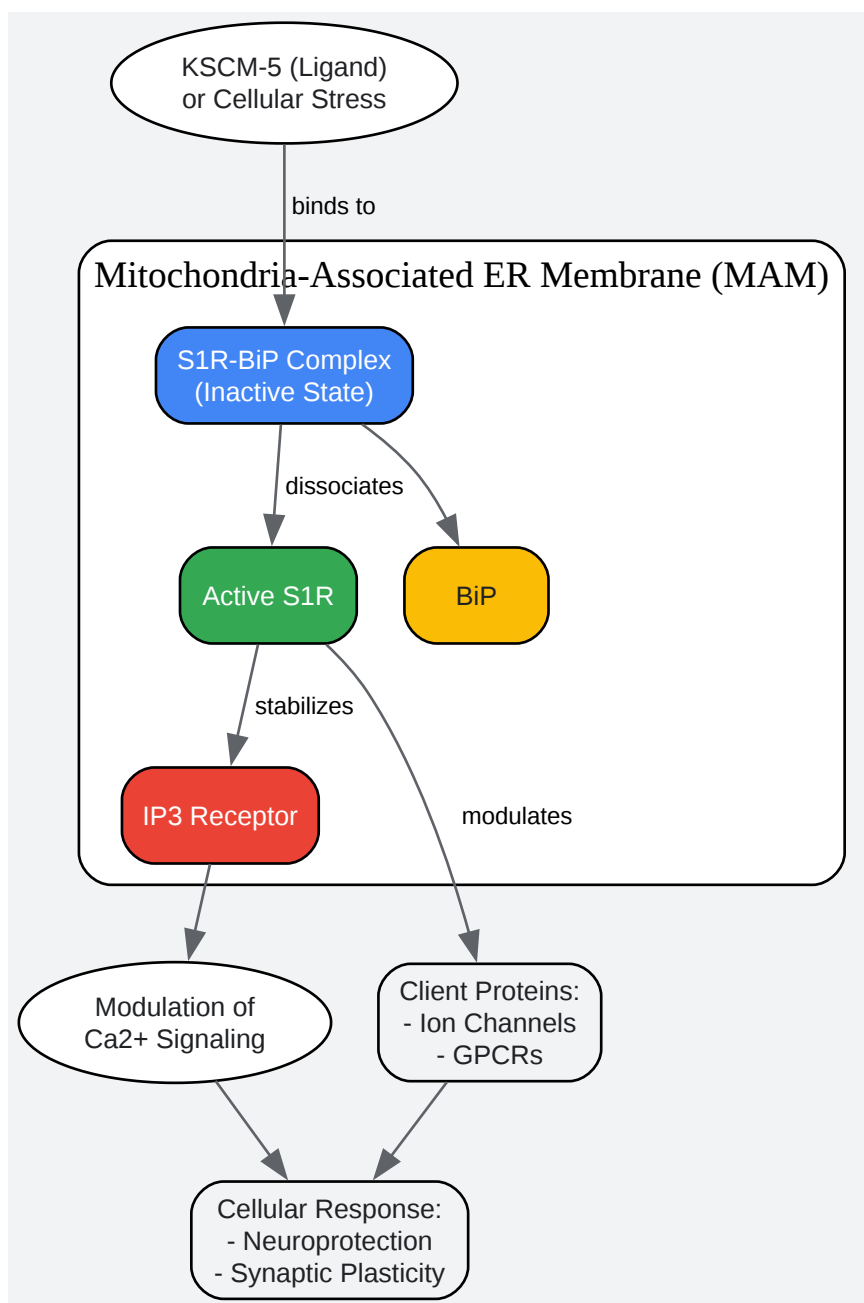 KSCM-5 (Ligand)
or Cellular Stress
binds to
Mitochondria-Associated ER Membrane (MAM)
S1R-BiP Complex
(Inactive State)
dissociates
Active S1R
BiP
stabilizes
IP3 Receptor
modulates
Modulation of
Ca2+ Signaling
Client Proteins:
- Ion Channels
- GPCRs
Cellular Response:
- Neuroprotection
- Synaptic Plasticity